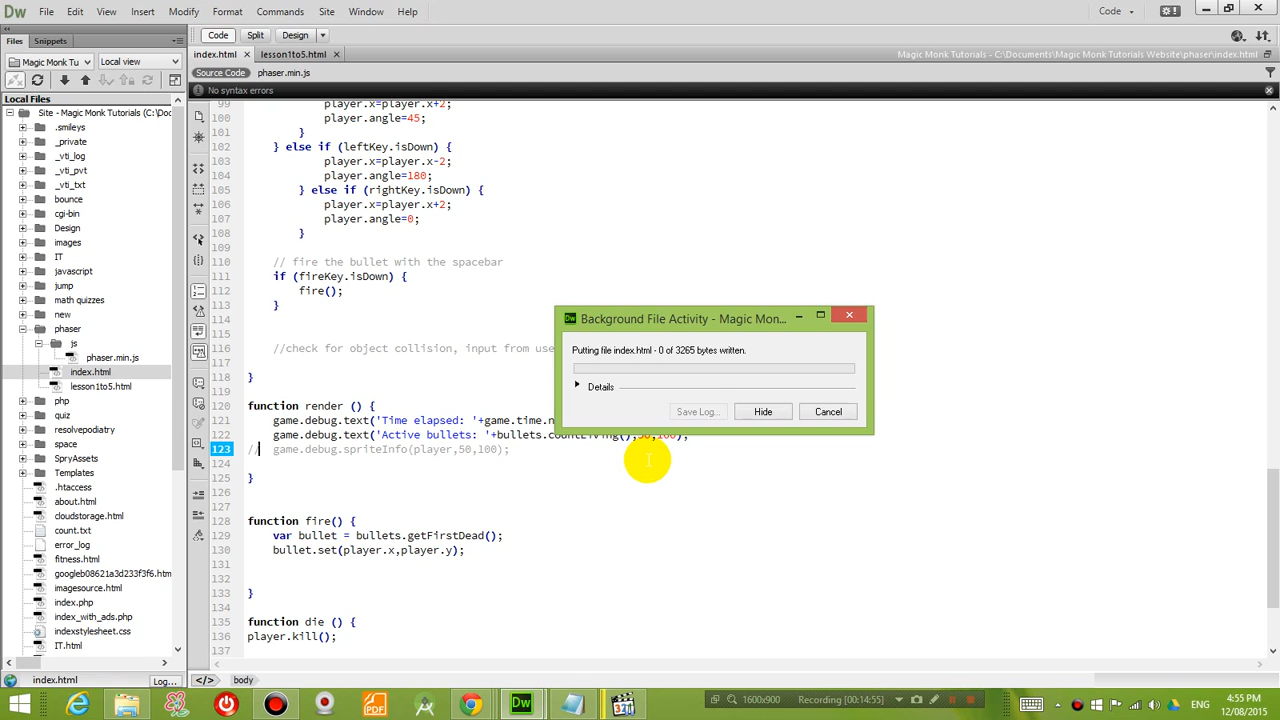 Dw File Edit View Insert Modify Format Commands Site Window Help Code
Files Snippets Code Split Design
Magic Monk Tu Local view index.html lesson1to5.html Magic Monk Tutorials - C:\Documents\Magic Monk Tutorials Website\phaser\index.html
Source Code phaser.min.js
No syntax errors
Local Files
Site - Magic Monk Tutorials (C:\Doc
.smileys
_private
_vti_log
_vti_pvt
_vti_txt
bounce
cgi-bin
Design
images
IT
javascript
jump
math quizzes
new
phaser
js
phaser.min.js
index.html
lesson1to5.html
php
quiz
resolvepodiatry
space
SpryAssets
Templates
.htaccess
about.html
cloudstorage.html
count.txt
error_log
fitness.html
googleb08621a3d233f3f6.htm
imagesource.html
index.php
index_with_ads.php
indexstylesheet.css
IT.html
index.html Log...
99 player.x=player.x+2;
100 player.angle=45;
101 }
102 } else if (leftKey.isDown) {
103 player.x=player.x-2;
104 player.angle=180;
105 } else if (rightKey.isDown) {
106 player.x=player.x+2;
107 player.angle=0;
108 }
109
110 // fire the bullet with the spacebar
111 if (fireKey.isDown) {
112 fire();
113 }
114
115
116 //check for object collision, input from use
117
118 }
119
120 function render () {
121 game.debug.text('Time elapsed: '+game.time.n
122 game.debug.text('Active bullets: '+bullets.countLiving(),50,100);
123 // game.debug.spriteInfo(player,50,100);
124
125 }
126
127
128 function fire() {
129 var bullet = bullets.getFirstDead();
130 bullet.set(player.x,player.y);
131
132
133 }
134
135 function die () {
136 player.kill();
137
</> body
Dw Background File Activity - Magic Mon...
Putting file index.html - 0 of 3265 bytes written.
Details
Save Log... Hide Cancel
PDF Dw 321 1600x900 Recording [00:14:55] ENG 4:55 PM
12/08/2015